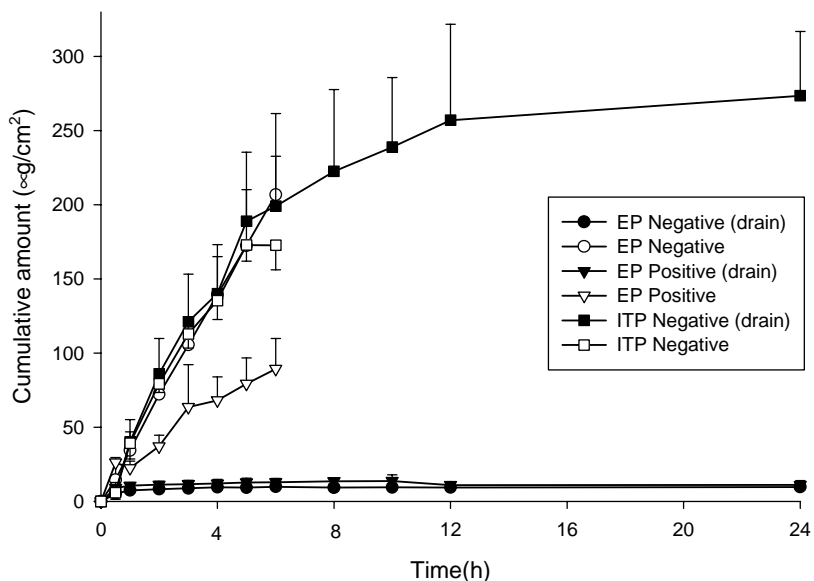 300
250
200
150
100
50
0
Cumulative amount (∝g/cm²)
0
4
8
12
16
20
24
Time(h)
EP Negative (drain)
EP Negative
EP Positive (drain)
EP Positive
ITP Negative (drain)
ITP Negative